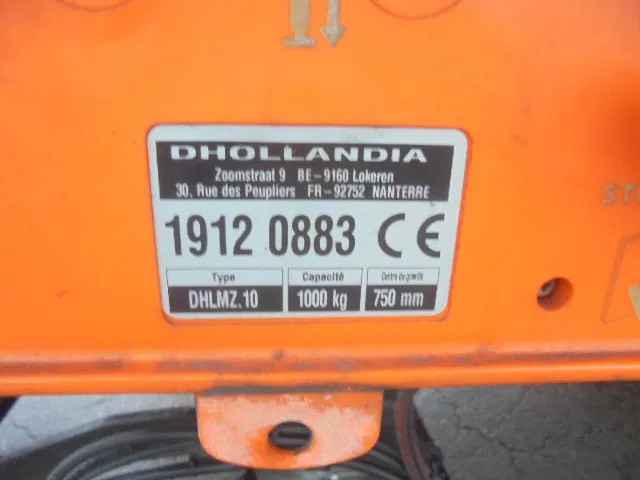 DHOLLANDIA
Zoomstraat 9 BE-9160 Lokeren
30, Rue des Peupliers FR-92752 NANTERRE
1912 0883 CE
Type Capacité Centre de gravité
DHLMZ.10 1000 kg 750 mm